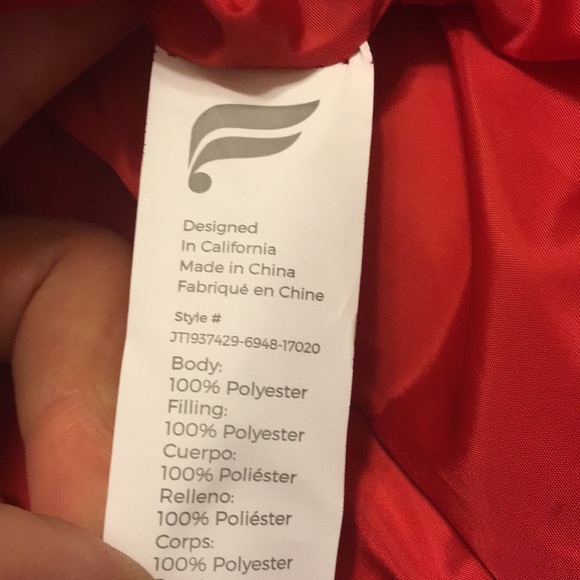 Designed
In California
Made in China
Fabriqué en Chine
Style #
JT1937429-6948-17020
Body:
100% Polyester
Filling:
100% Polyester
Cuerpo:
100% Poliéster
Relleno:
100% Poliéster
Corps:
100% Polyester